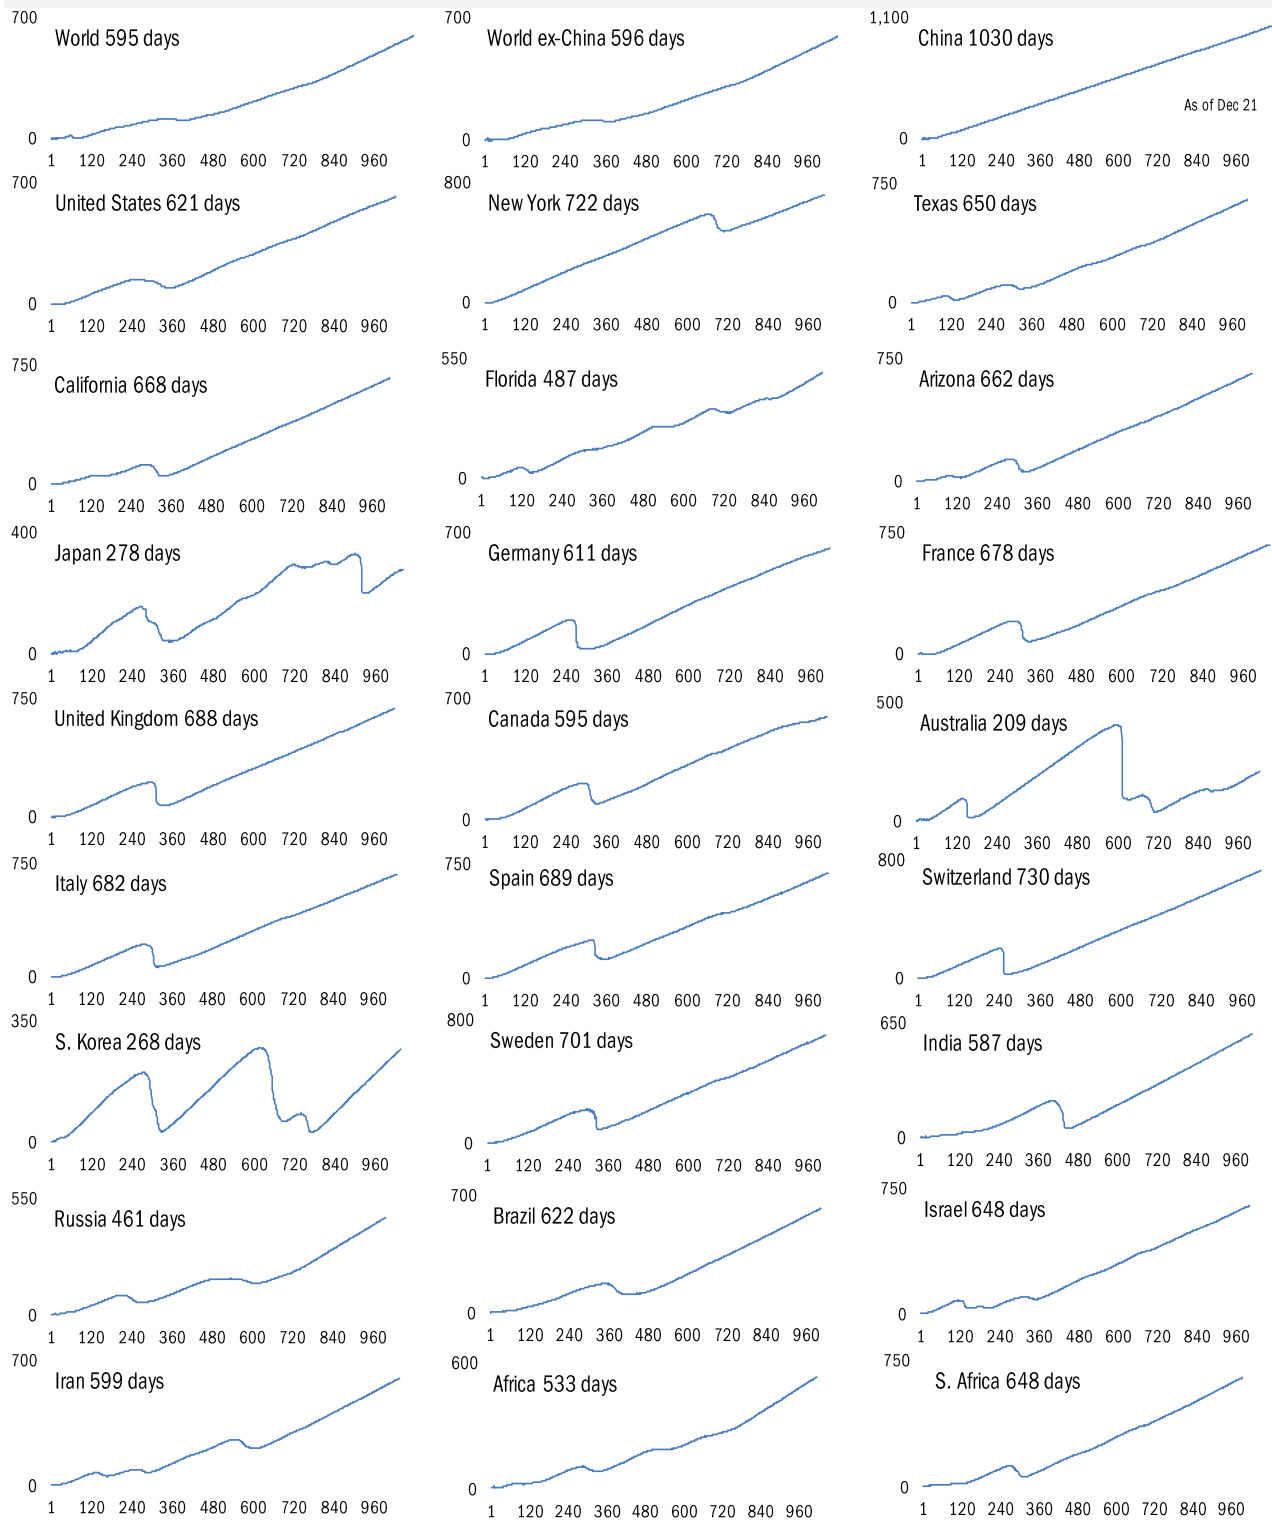 700
World 595 days
0
1 120 240 360 480 600 720 840 960
700
World ex-China 596 days
0
1 120 240 360 480 600 720 840 960
1,100
China 1030 days
As of Dec 21
0
1 120 240 360 480 600 720 840 960
700
United States 621 days
0
1 120 240 360 480 600 720 840 960
800
New York 722 days
0
1 120 240 360 480 600 720 840 960
750
Texas 650 days
0
1 120 240 360 480 600 720 840 960
750
California 668 days
0
1 120 240 360 480 600 720 840 960
550
Florida 487 days
0
1 120 240 360 480 600 720 840 960
750
Arizona 662 days
0
1 120 240 360 480 600 720 840 960
400
Japan 278 days
0
1 120 240 360 480 600 720 840 960
700
Germany 611 days
0
1 120 240 360 480 600 720 840 960
750
France 678 days
0
1 120 240 360 480 600 720 840 960
750
United Kingdom 688 days
0
1 120 240 360 480 600 720 840 960
700
Canada 595 days
0
1 120 240 360 480 600 720 840 960
500
Australia 209 days
0
1 120 240 360 480 600 720 840 960
750
Italy 682 days
0
1 120 240 360 480 600 720 840 960
750
Spain 689 days
0
1 120 240 360 480 600 720 840 960
800
Switzerland 730 days
0
1 120 240 360 480 600 720 840 960
350
S. Korea 268 days
0
1 120 240 360 480 600 720 840 960
800
Sweden 701 days
0
1 120 240 360 480 600 720 840 960
650
India 587 days
0
1 120 240 360 480 600 720 840 960
550
Russia 461 days
0
1 120 240 360 480 600 720 840 960
700
Brazil 622 days
0
1 120 240 360 480 600 720 840 960
750
Israel 648 days
0
1 120 240 360 480 600 720 840 960
700
Iran 599 days
0
1 120 240 360 480 600 720 840 960
600
Africa 533 days
0
1 120 240 360 480 600 720 840 960
750
S. Africa 648 days
0
1 120 240 360 480 600 720 840 960